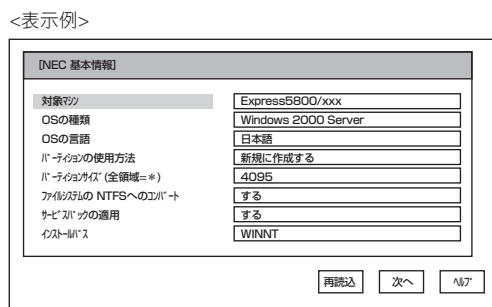 <表示例>
[NEC 基本情報]
対象ﾏｼﾝ Express5800/xxx
OSの種類 Windows 2000 Server
OSの言語 日本語
ﾊﾟｰﾃｨｼｮﾝの使用方法 新規に作成する
ﾊﾟｰﾃｨｼｮﾝｻｲｽﾞ(全領域=＊) 4095
ﾌｧｲﾙｼｽﾃﾑの NTFSへのｺﾝﾊﾞｰﾄ する
ｻｰﾋﾞｽﾊﾟｯｸの適用 する
ｲﾝｽﾄｰﾙﾊﾟｽ WINNT
再読込 次へ ﾍﾙﾌﾟ